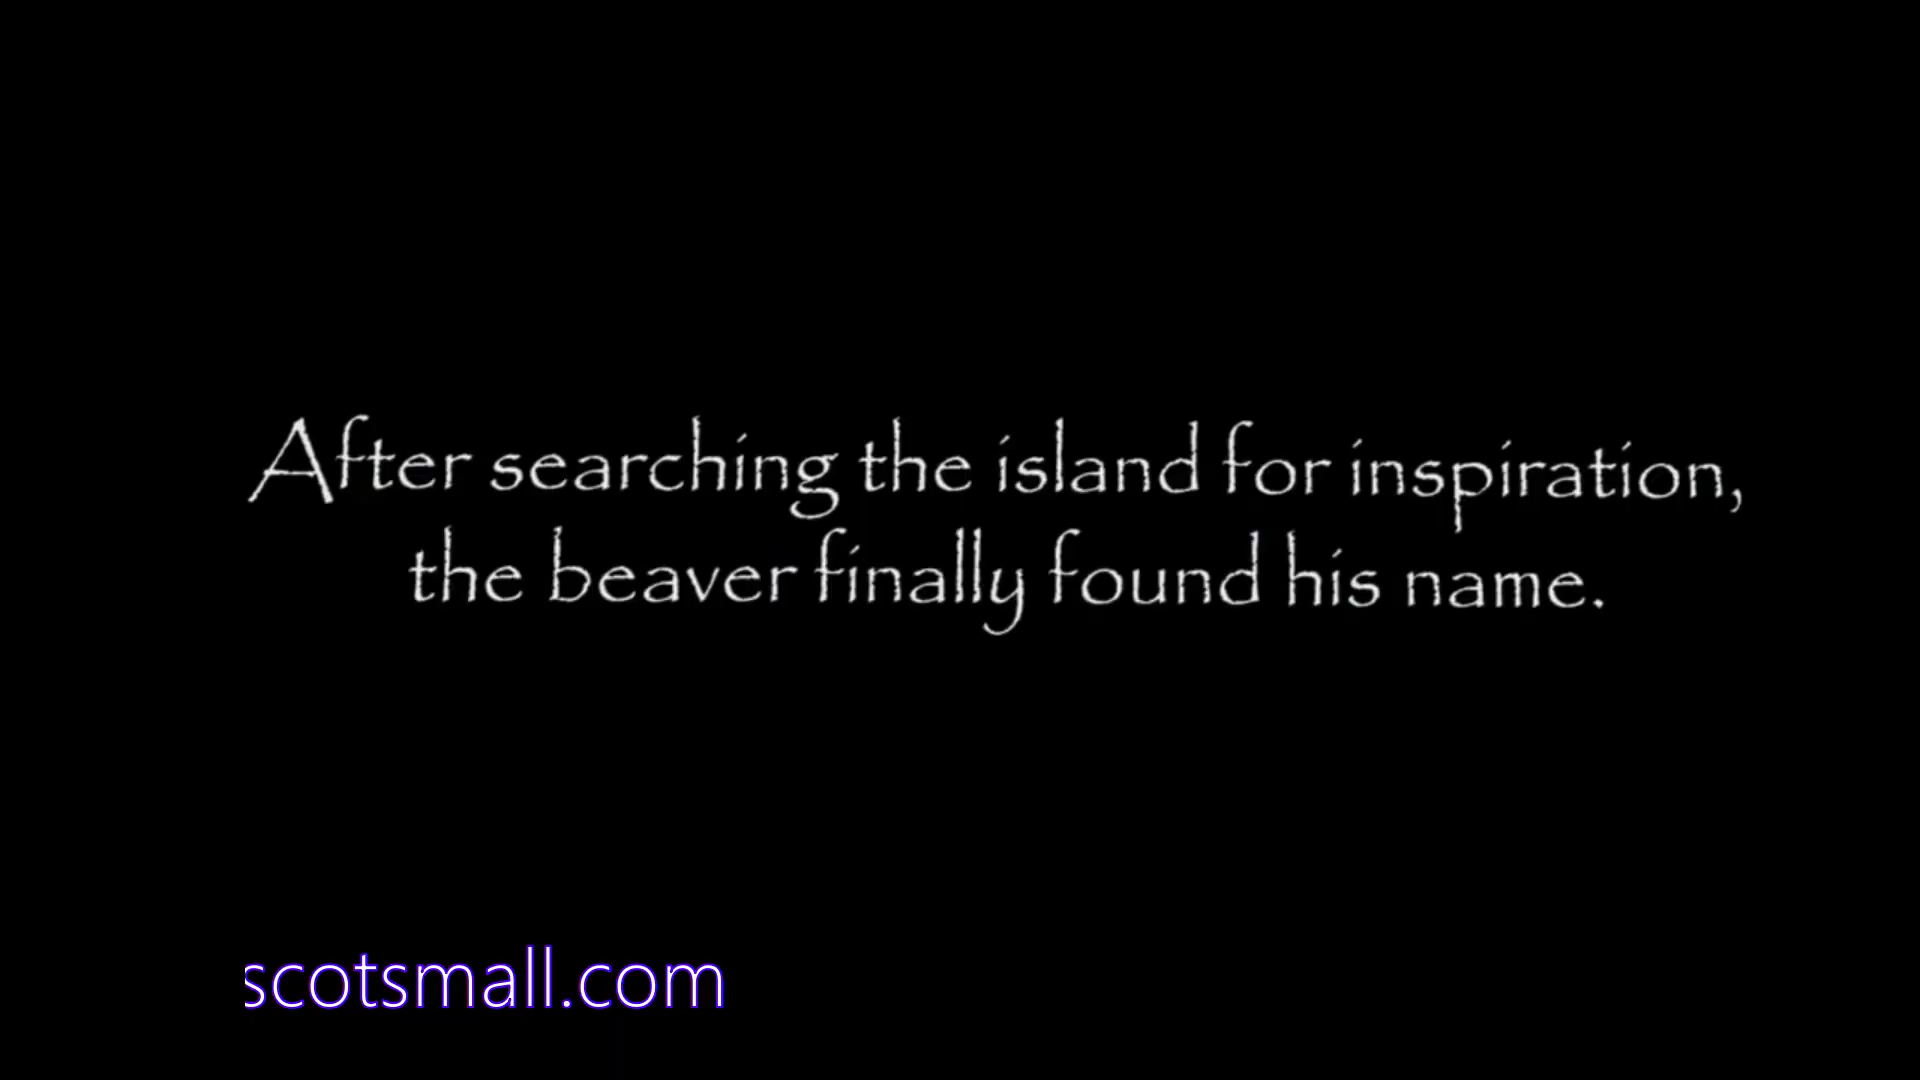 After searching the island for inspiration,
the beaver finally found his name.
scotsmall.com